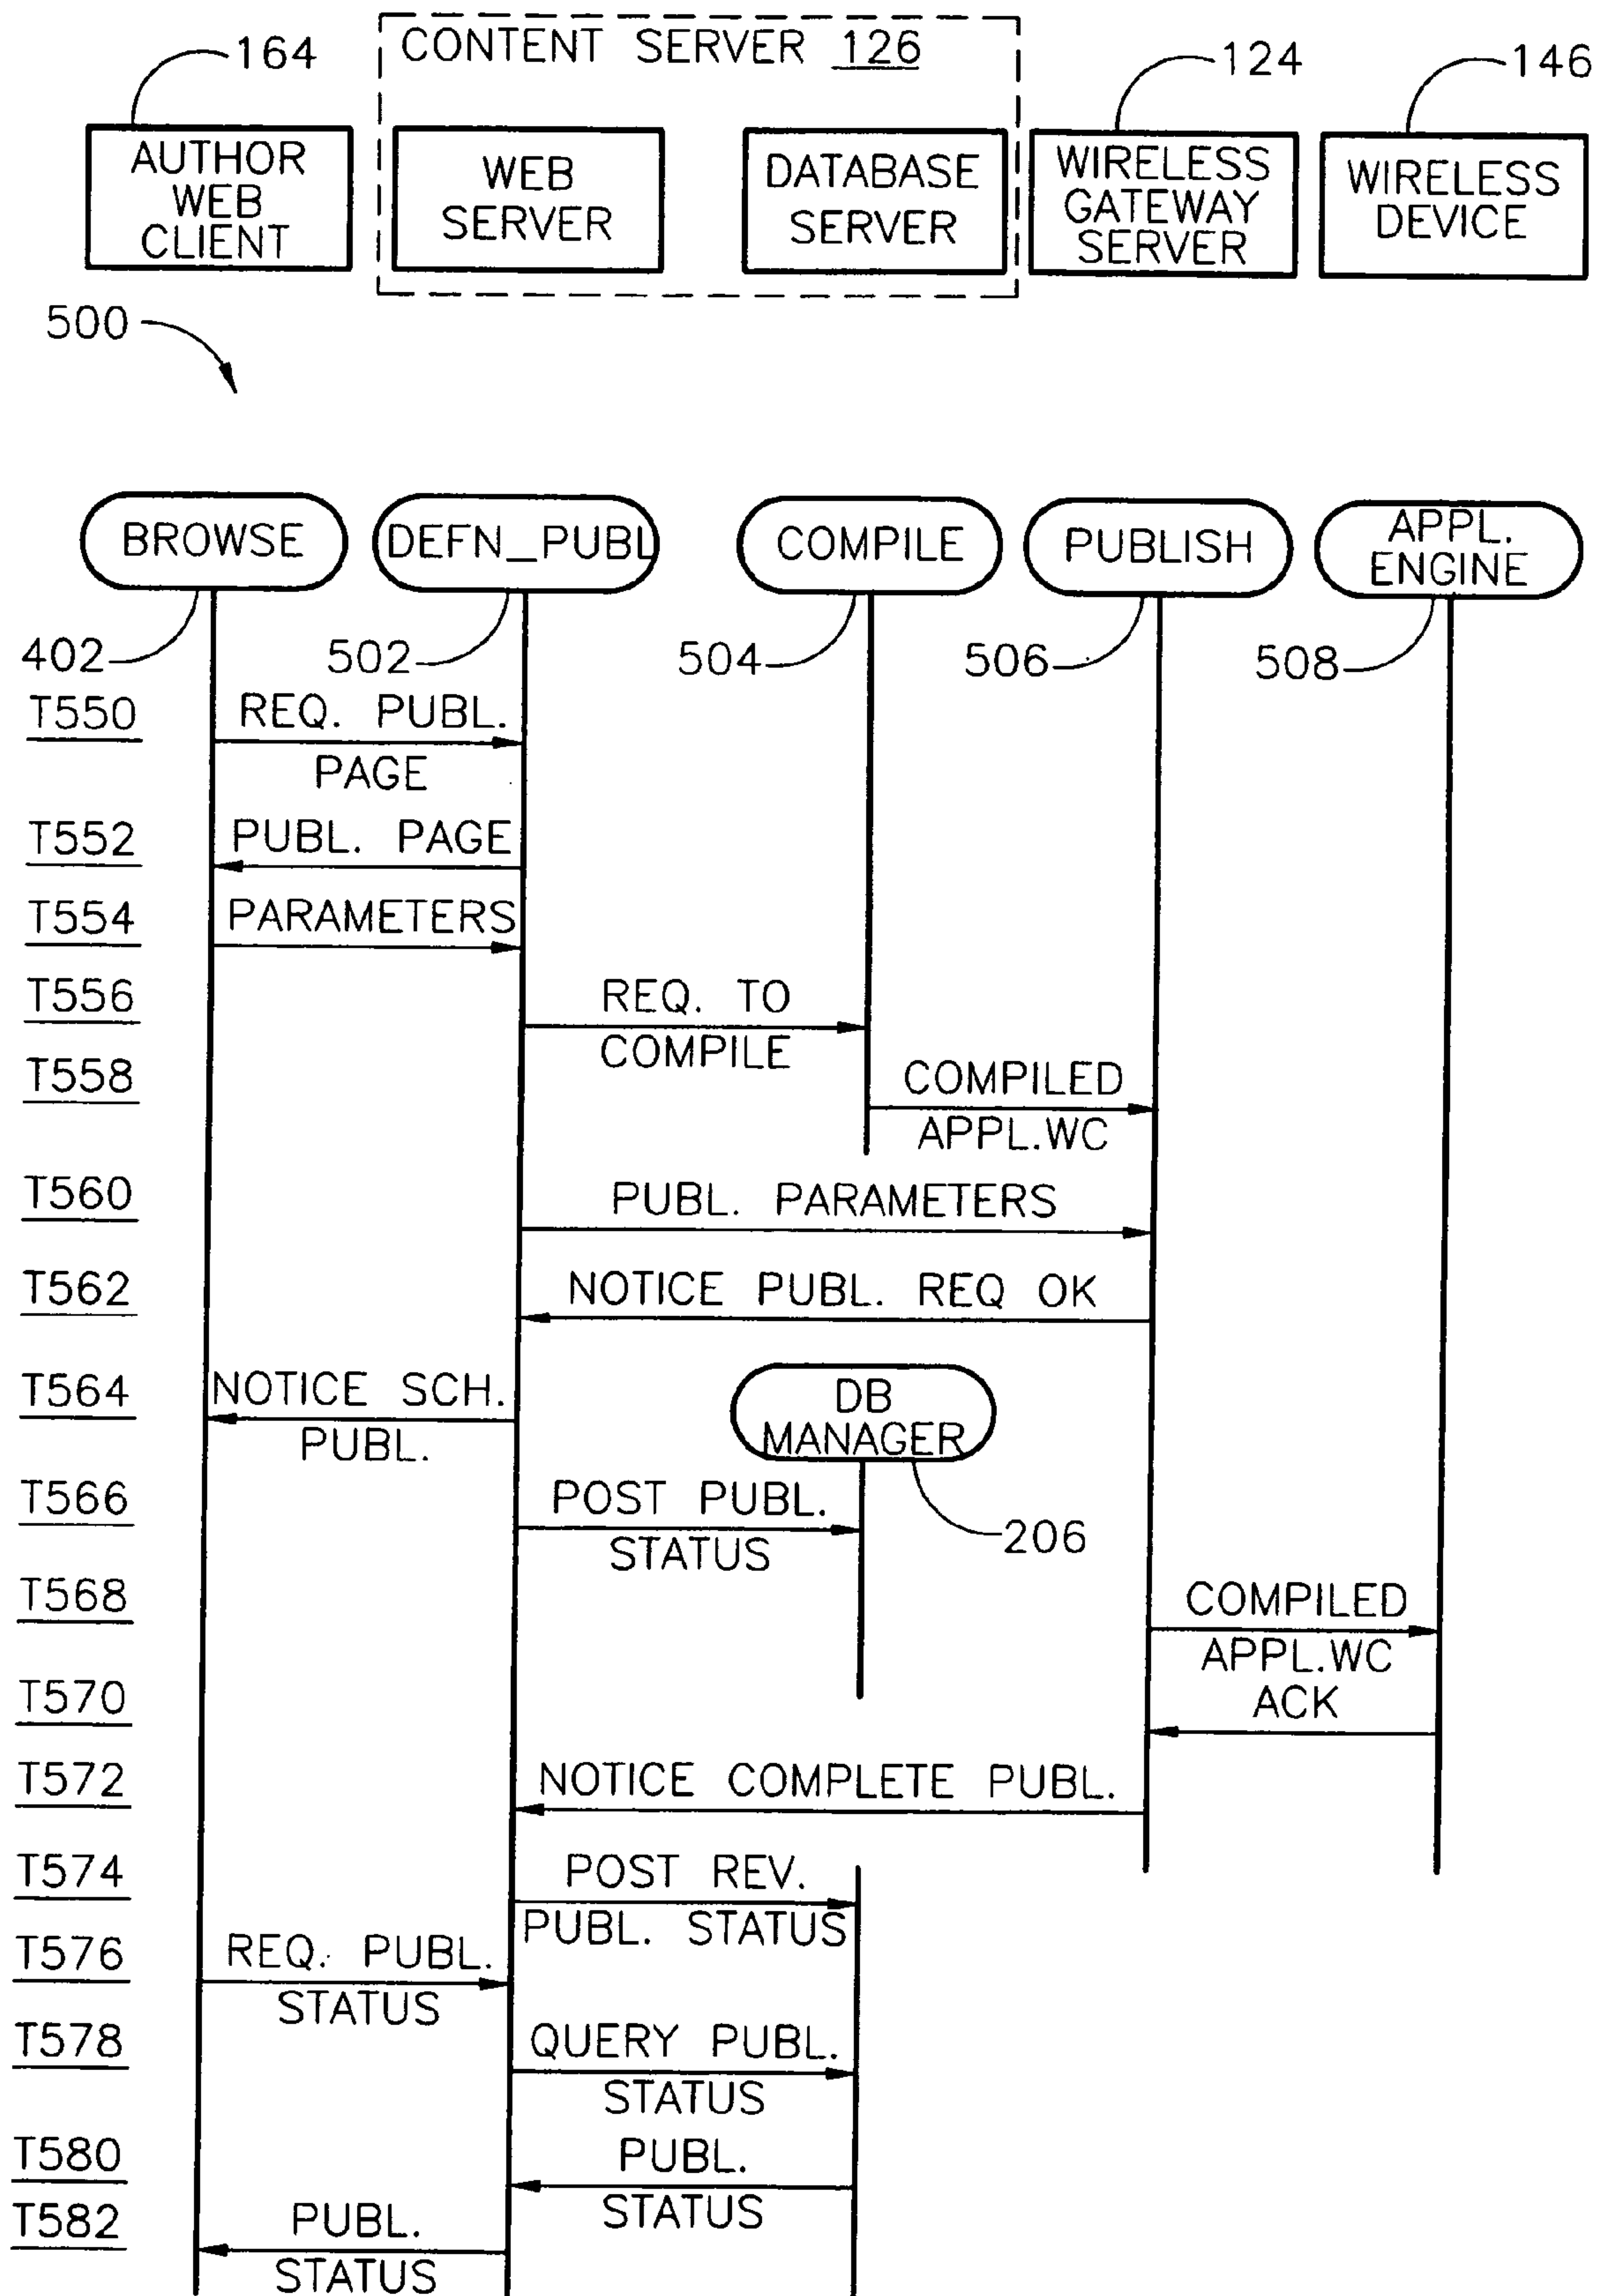 CONTENT SERVER 126
164
124
146
AUTHOR
WEB
CLIENT
WEB
SERVER
DATABASE
SERVER
WIRELESS
GATEWAY
SERVER
WIRELESS
DEVICE
500
BROWSE
DEFN_PUBL
COMPILE
PUBLISH
APPL.
ENGINE
402
502
504
506
508
T550
REQ. PUBL.
PAGE
T552
PUBL. PAGE
T554
PARAMETERS
T556
REQ. TO
COMPILE
T558
COMPILED
APPL.WC
T560
PUBL. PARAMETERS
T562
NOTICE PUBL. REQ OK
T564
NOTICE SCH.
PUBL.
DB
MANAGER
206
T566
POST PUBL.
STATUS
T568
COMPILED
APPL.WC
T570
ACK
T572
NOTICE COMPLETE PUBL.
T574
POST REV.
PUBL. STATUS
T576
REQ. PUBL.
STATUS
T578
QUERY PUBL.
STATUS
T580
PUBL.
STATUS
T582
PUBL.
STATUS